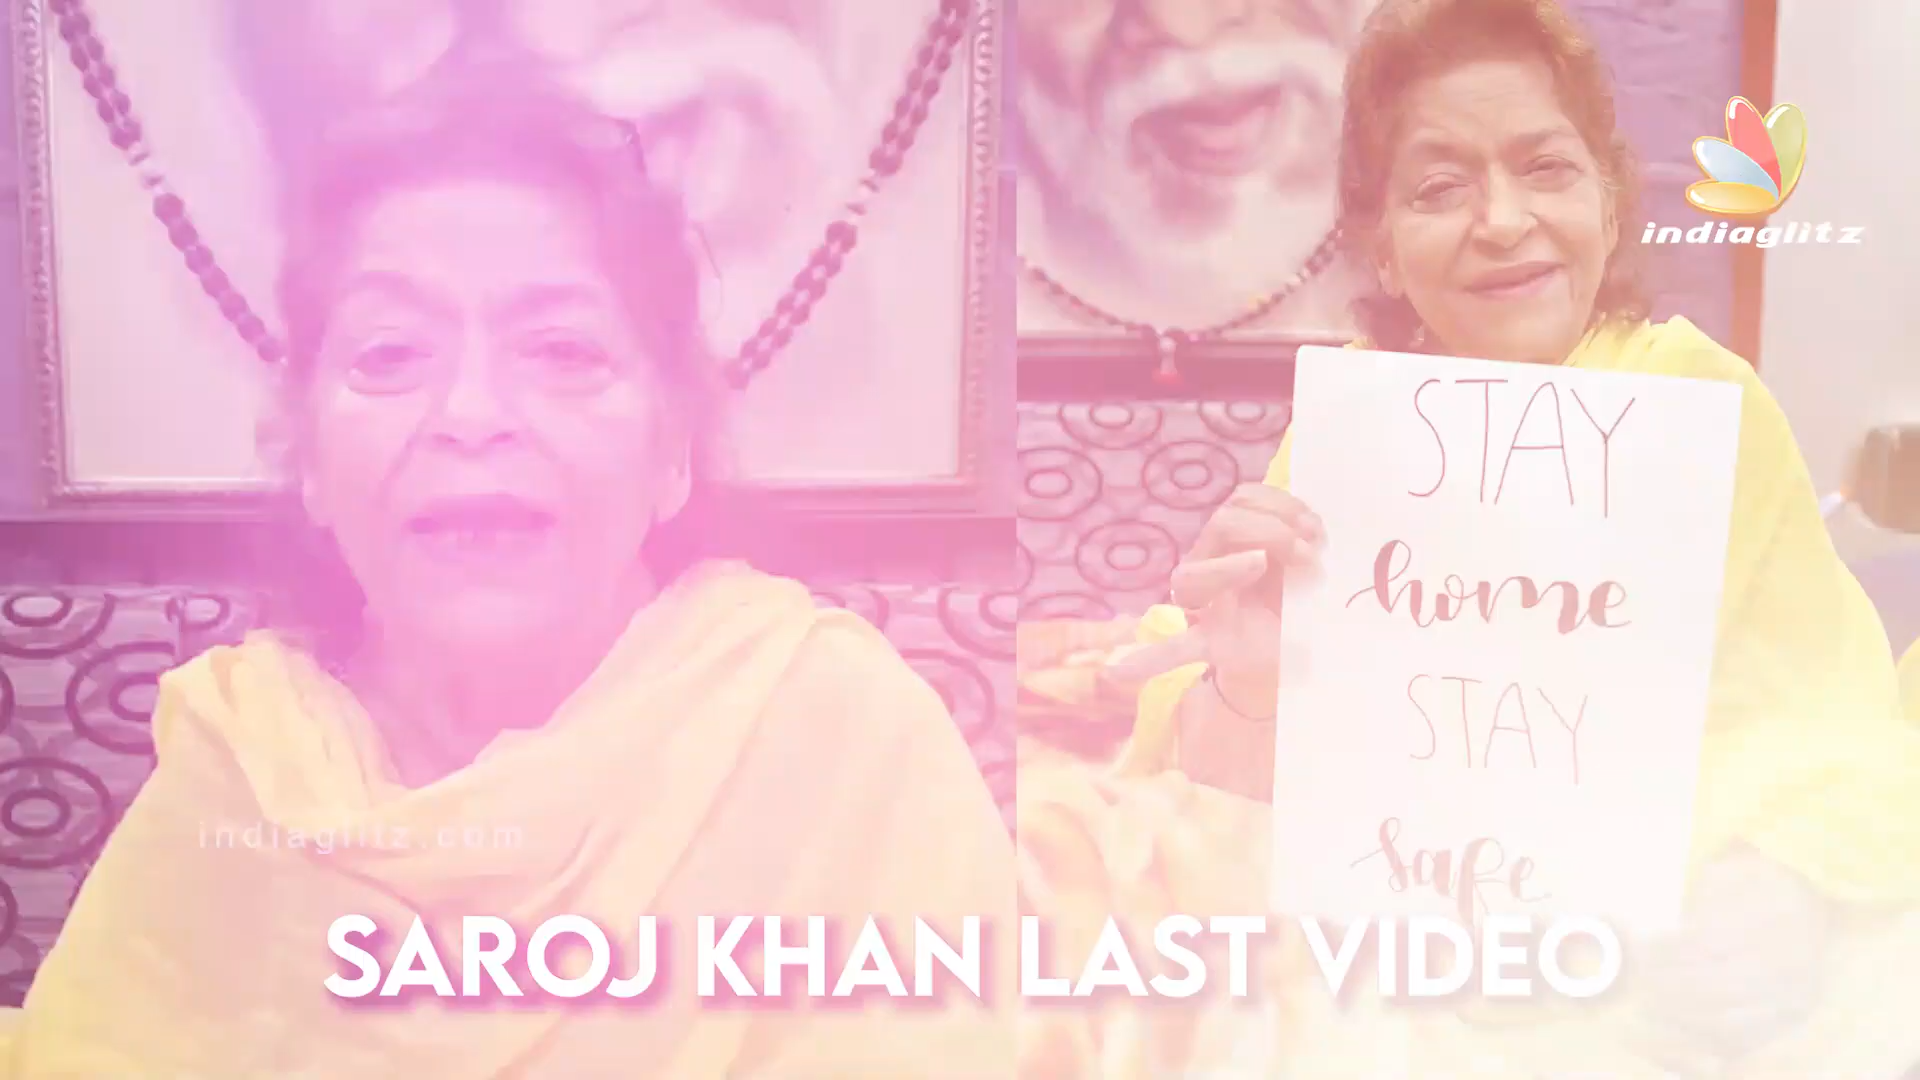 indiaglitz
STAY
home
STAY
safe
indiaglitz.com
SAROJ KHAN LAST VIDEO